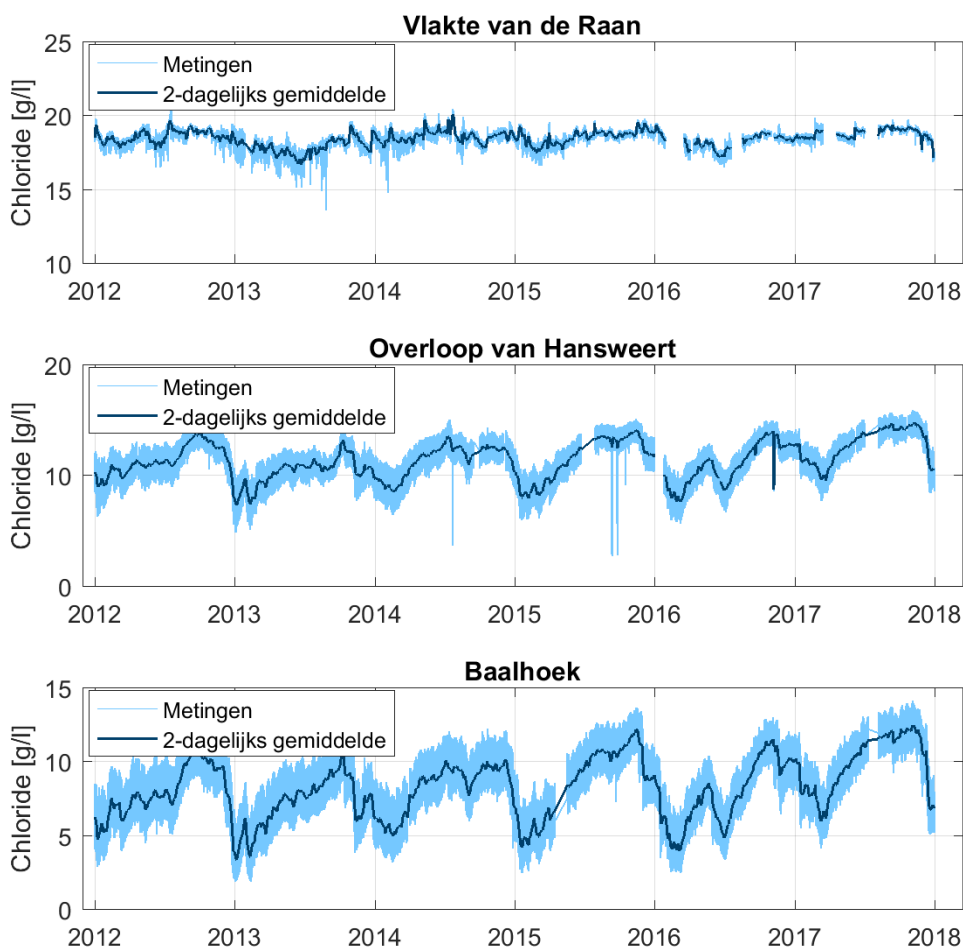 Vlakte van de Raan
25
20
15
10
Chloride [g/l]
Metingen
2-dagelijks gemiddelde
2012 2013 2014 2015 2016 2017 2018
Overloop van Hansweert
20
15
10
5
0
Chloride [g/l]
Metingen
2-dagelijks gemiddelde
2012 2013 2014 2015 2016 2017 2018
Baalhoek
15
10
5
0
Chloride [g/l]
Metingen
2-dagelijks gemiddelde
2012 2013 2014 2015 2016 2017 2018